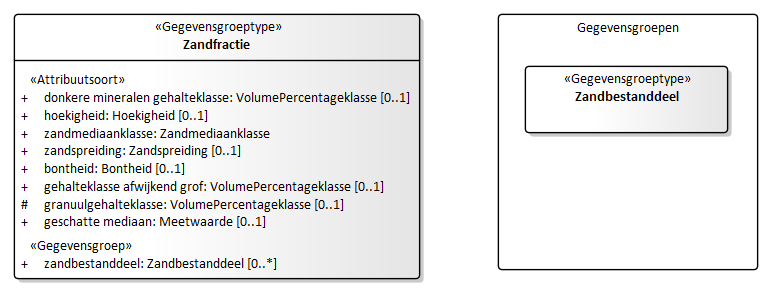 «Gegevensgroeptype»
Zandfractie
«Attribuutsoort»
+ donkere mineralen gehalteklasse: VolumePercentageklasse [0..1]
+ hoekigheid: Hoekigheid [0..1]
+ zandmediaanklasse: Zandmediaanklasse
+ zandspreiding: Zandspreiding [0..1]
+ bontheid: Bontheid [0..1]
+ gehalteklasse afwijkend grof: VolumePercentageklasse [0..1]
# granuulgehalteklasse: VolumePercentageklasse [0..1]
+ geschatte mediaan: Meetwaarde [0..1]
«Gegevensgroep»
+ zandbestanddeel: Zandbestanddeel [0..*]
Gegevensgroepen
«Gegevensgroeptype»
Zandbestanddeel